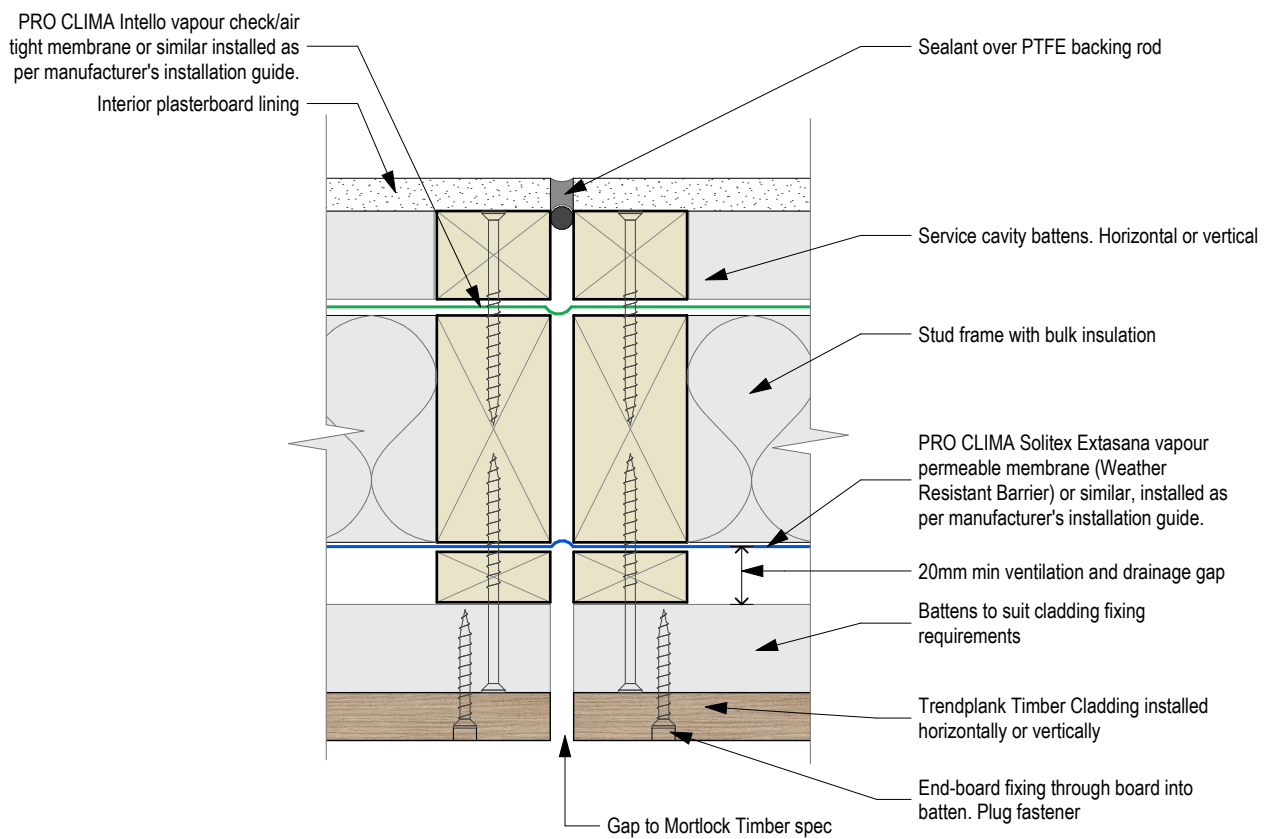 PRO CLIMA Intello vapour check/air
tight membrane or similar installed as
per manufacturer's installation guide.
Interior plasterboard lining
Sealant over PTFE backing rod
Service cavity battens. Horizontal or vertical
Stud frame with bulk insulation
PRO CLIMA Solitex Extasana vapour
permeable membrane (Weather
Resistant Barrier) or similar, installed as
per manufacturer's installation guide.
20mm min ventilation and drainage gap
Battens to suit cladding fixing
requirements
Trendplank Timber Cladding installed
horizontally or vertically
End-board fixing through board into
batten. Plug fastener
Gap to Mortlock Timber spec